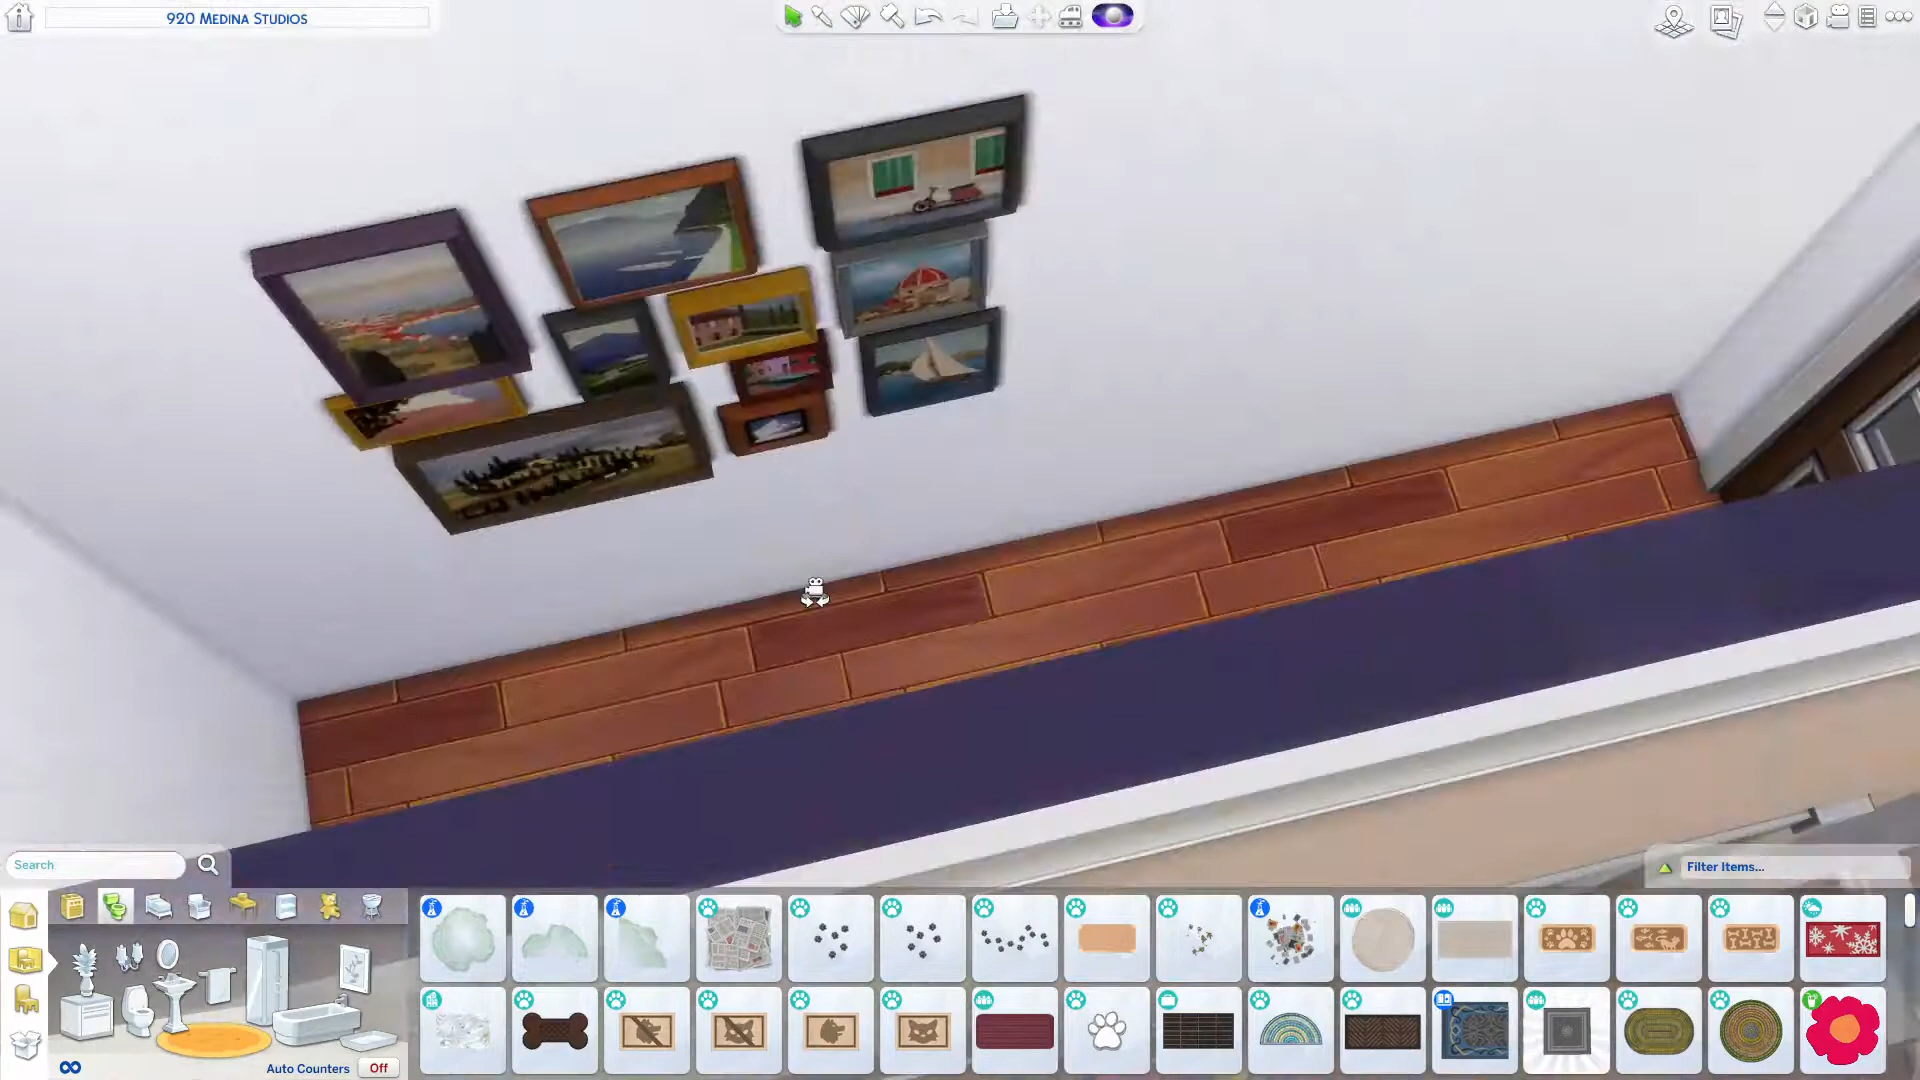 920 Medina Studios
Search
Filter Items...
Auto Counters
Off